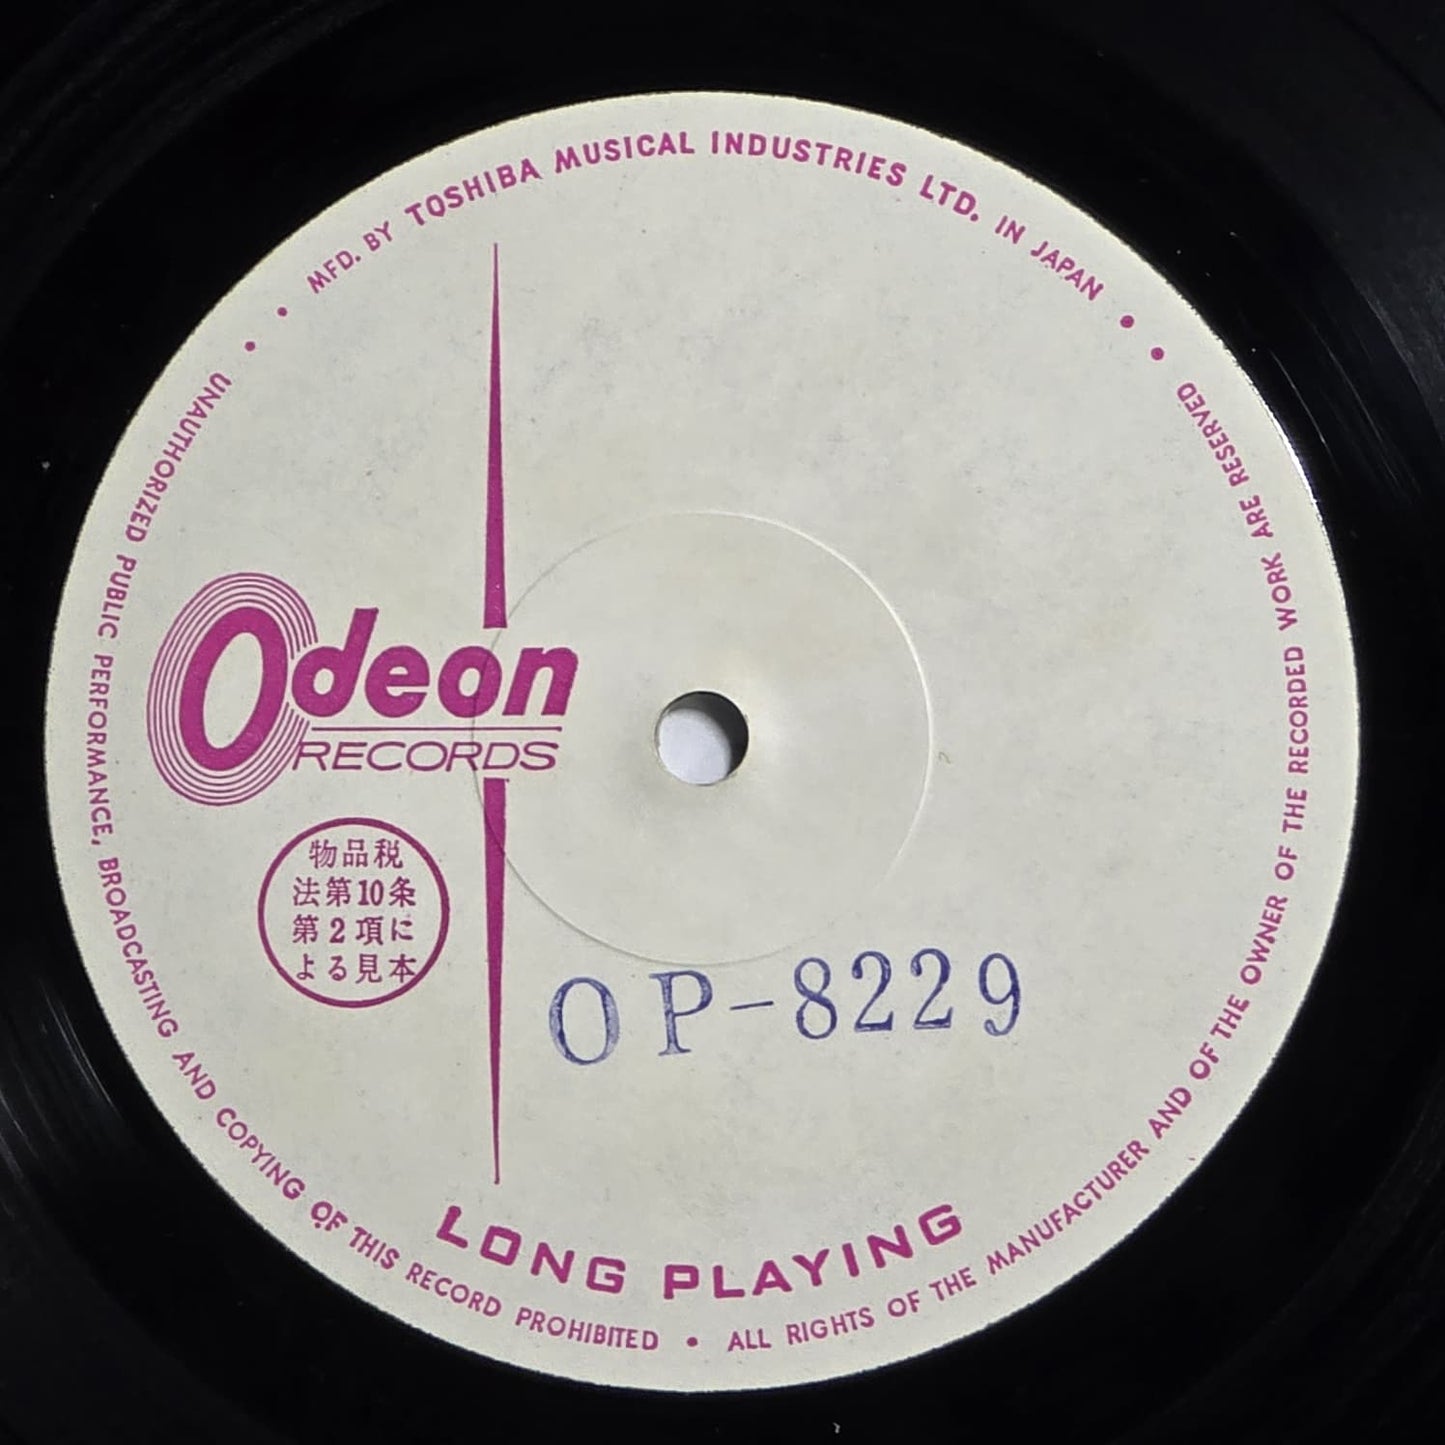 MFD. BY TOSHIBA MUSICAL INDUSTRIES LTD. IN JAPAN
Odeon
RECORDS
物品税
法第10条
第2項に
よる見本
OP-8229
LONG PLAYING
UNAUTHORIZED PUBLIC PERFORMANCE, BROADCASTING AND COPYING OF THIS RECORD PROHIBITED • ALL RIGHTS OF THE MANUFACTURER AND OF THE OWNER OF THE RECORDED WORK ARE RESERVED